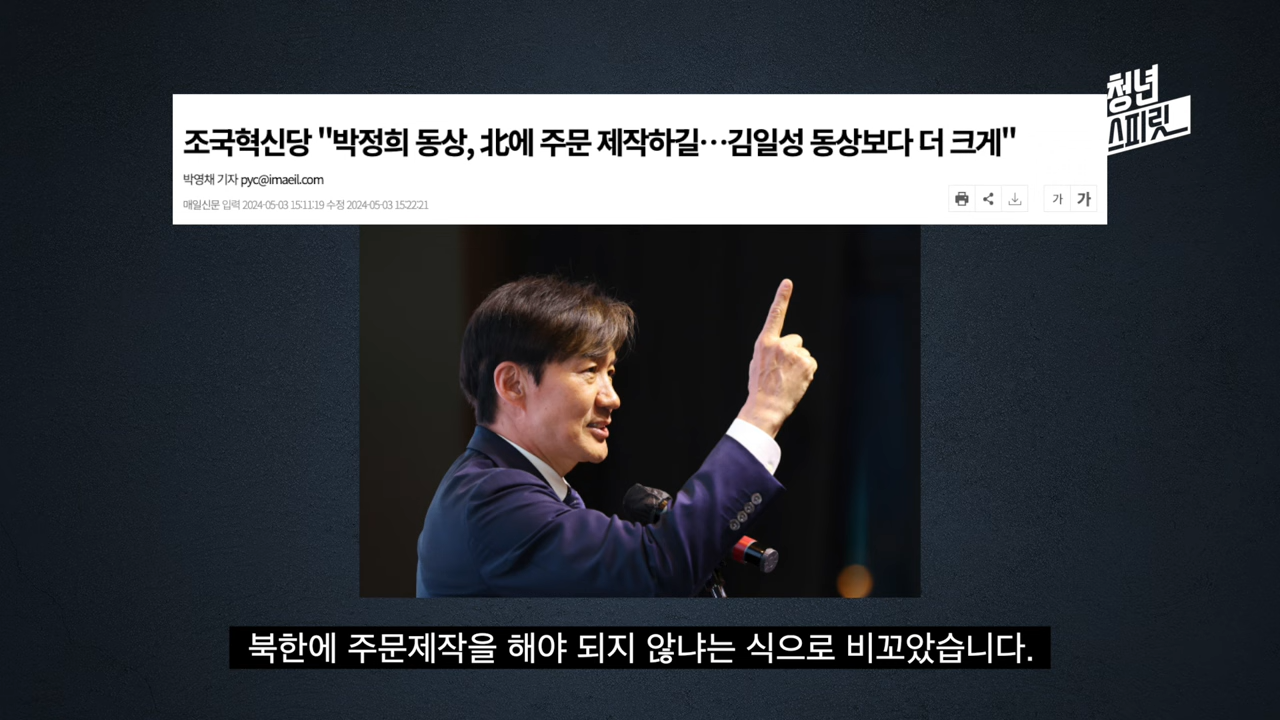 조국혁신당 "박정희 동상, 北에 주문 제작하길…김일성 동상보다 더 크게"
박영채 기자 pyc@imaeil.com
매일신문 입력 2024-05-03 15:11:19 수정 2024-05-03 15:22:21
가 가
청년
스피릿
북한에 주문제작을 해야 되지 않냐는 식으로 비꼬았습니다.